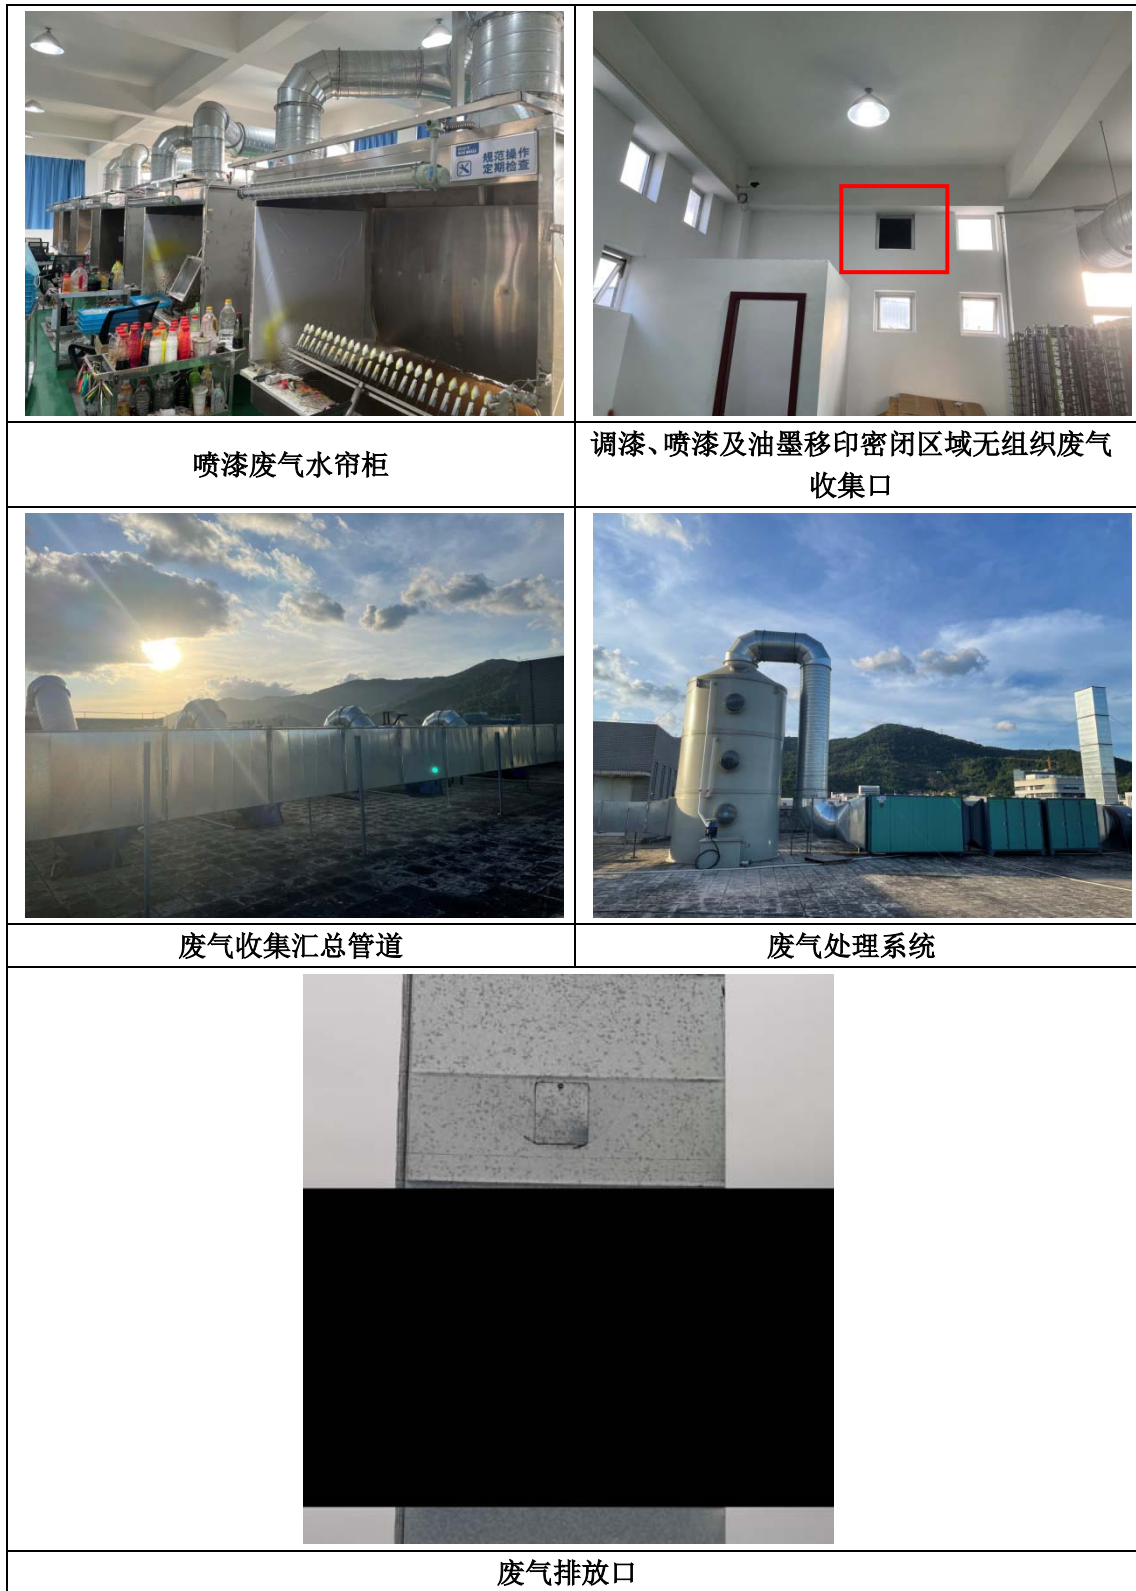 规范操作
定期检查
喷漆废气水帘柜
调漆、喷漆及油墨移印密闭区域无组织废气
收集口
废气收集汇总管道
废气处理系统
废气排放口